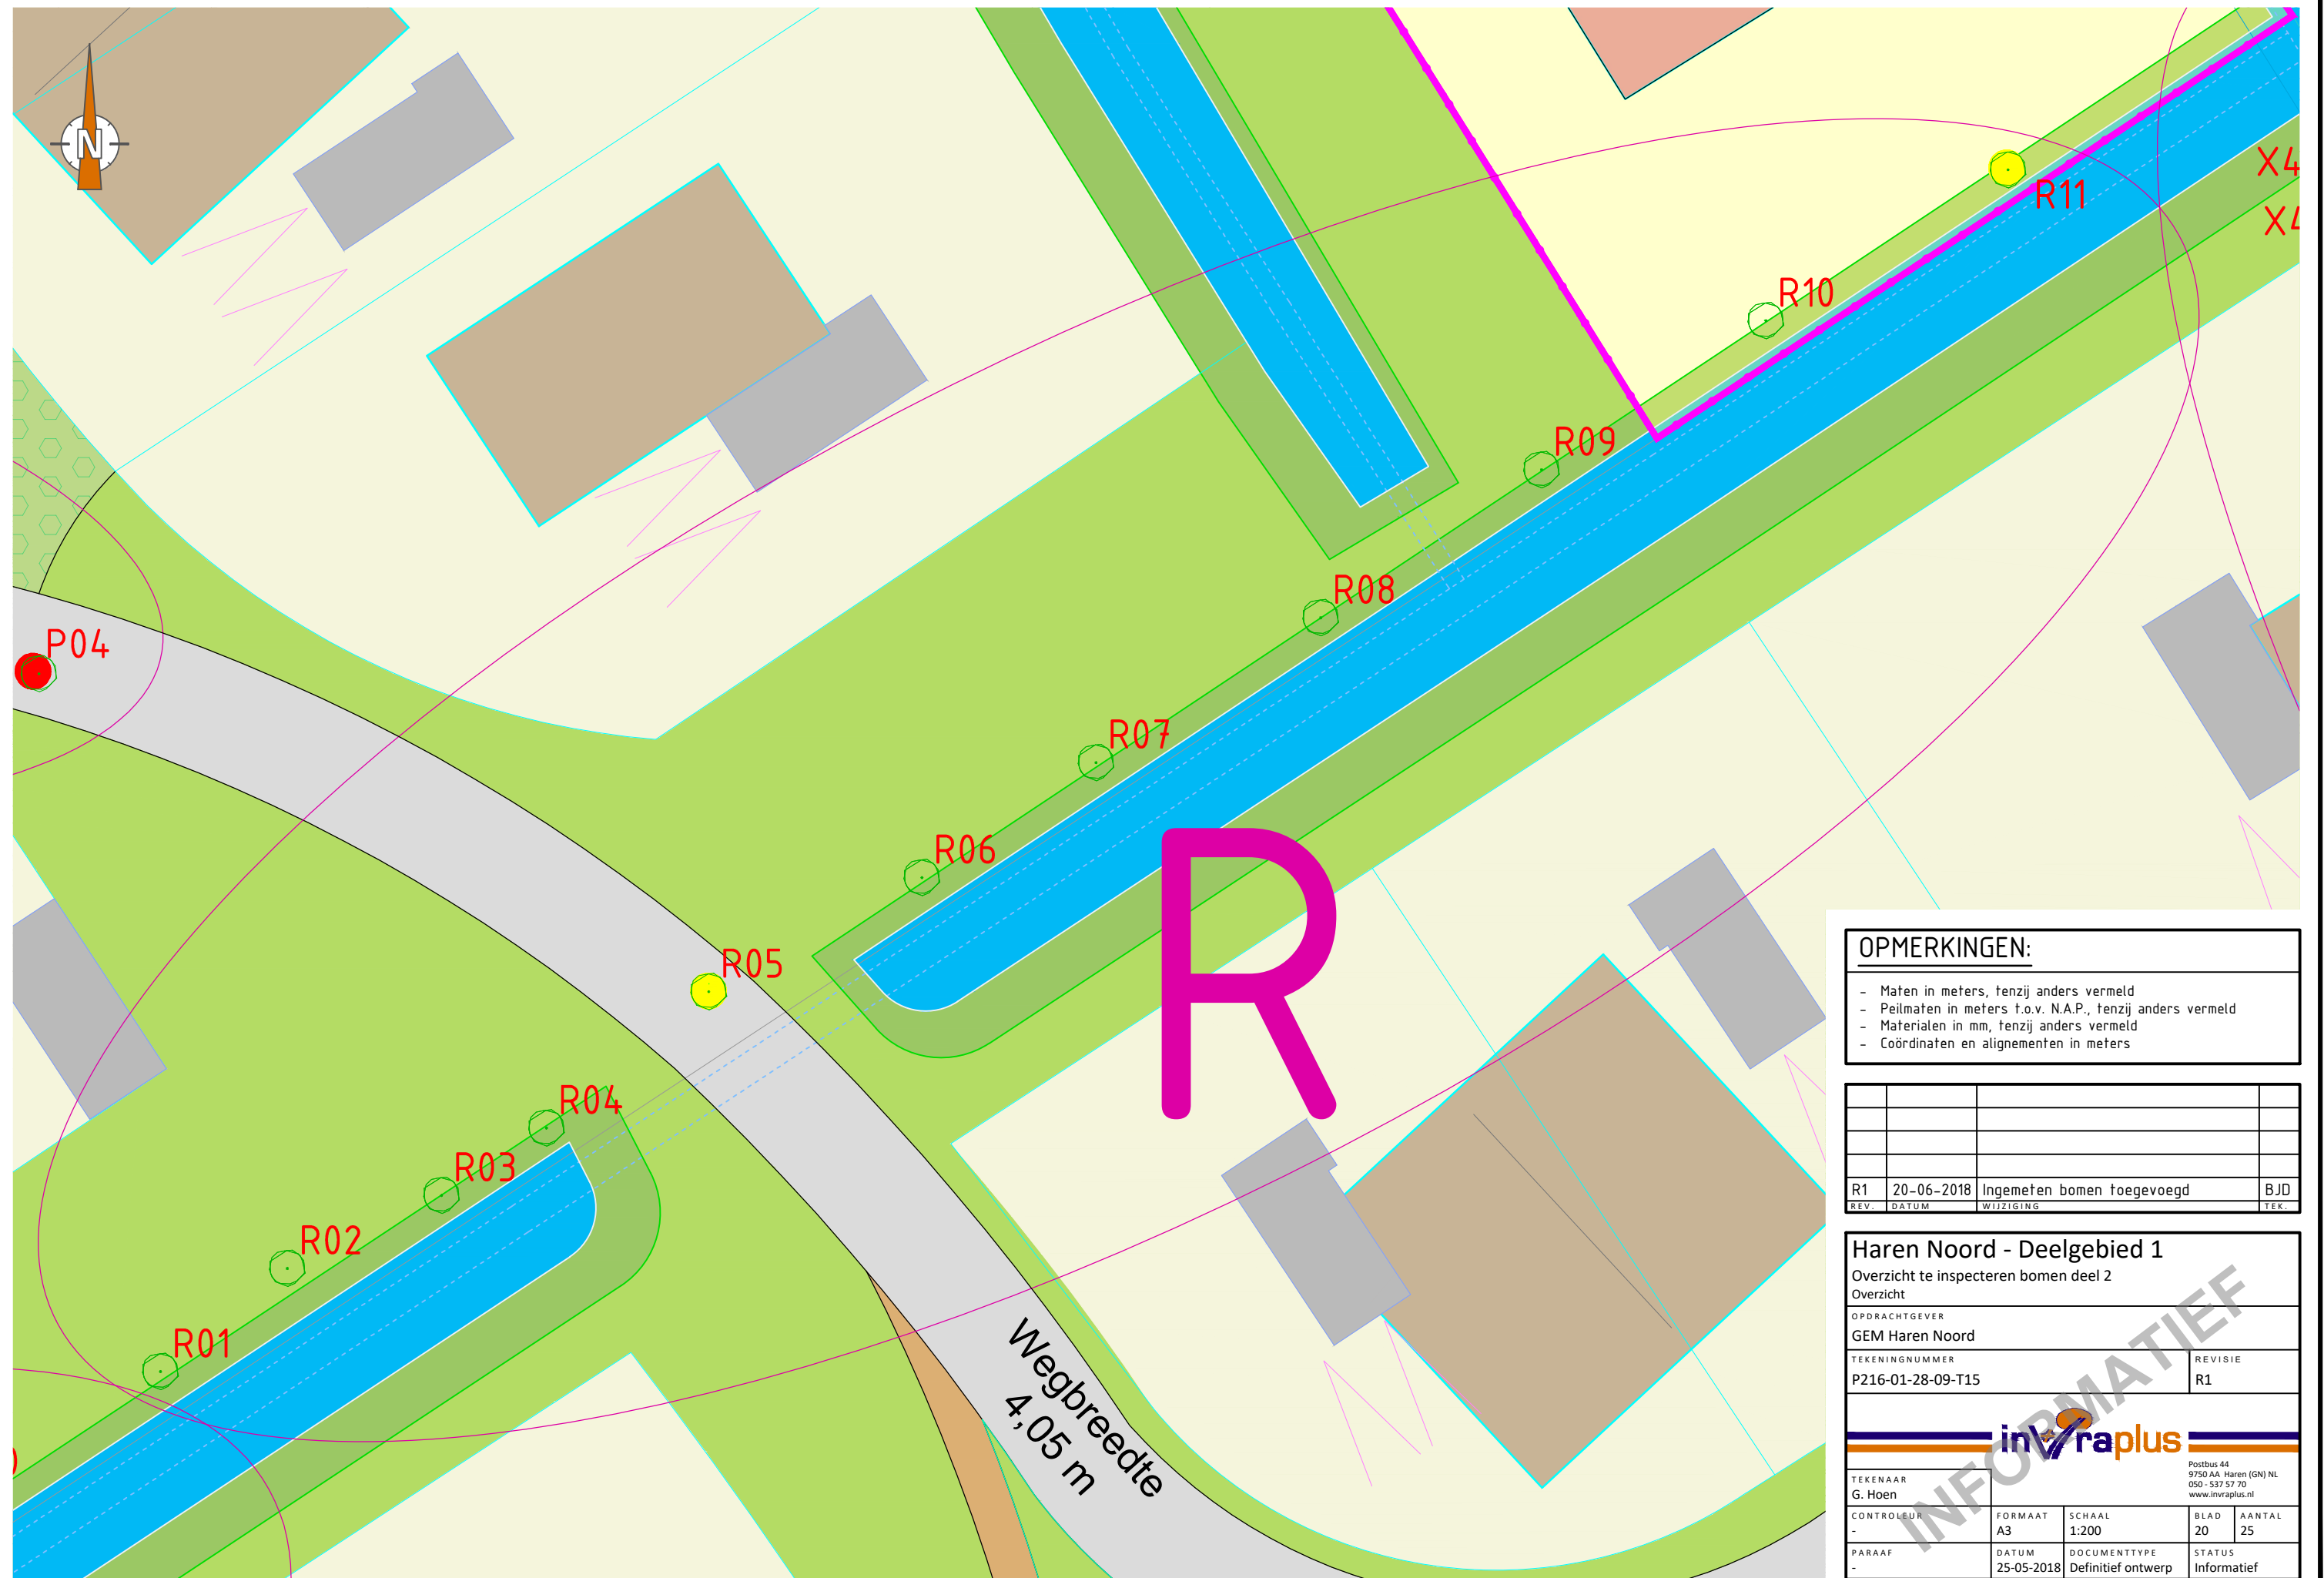 N
X4
R11
X4
R10
R09
R08
P04
R07
R06
R05
R
R04
R03
R02
R01
Wegbreedte
4,05 m
OPMERKINGEN:
- Maten in meters, tenzij anders vermeld
- Peilmaten in meters t.o.v. N.A.P., tenzij anders vermeld
- Materialen in mm, tenzij anders vermeld
- Coördinaten en alignementen in meters
R1 20-06-2018 Ingemeten bomen toegevoegd BJD
REV. DATUM WIJZIGING TEK.
Haren Noord - Deelgebied 1
Overzicht te inspecteren bomen deel 2
Overzicht
OPDRACHTGEVER
GEM Haren Noord
TEKENINGNUMMER REVISIE
P216-01-28-09-T15 R1
invraplus
Postbus 44
9750 AA Haren (GN) NL
050 - 537 57 70
www.invraplus.nl
TEKENAAR
G. Hoen
CONTROLEUR FORMAAT SCHAAL BLAD AANTAL
- A3 1:200 20 25
PARAAF DATUM DOCUMENTTYPE STATUS
- 25-05-2018 Definitief ontwerp Informatief
INFORMATIEF